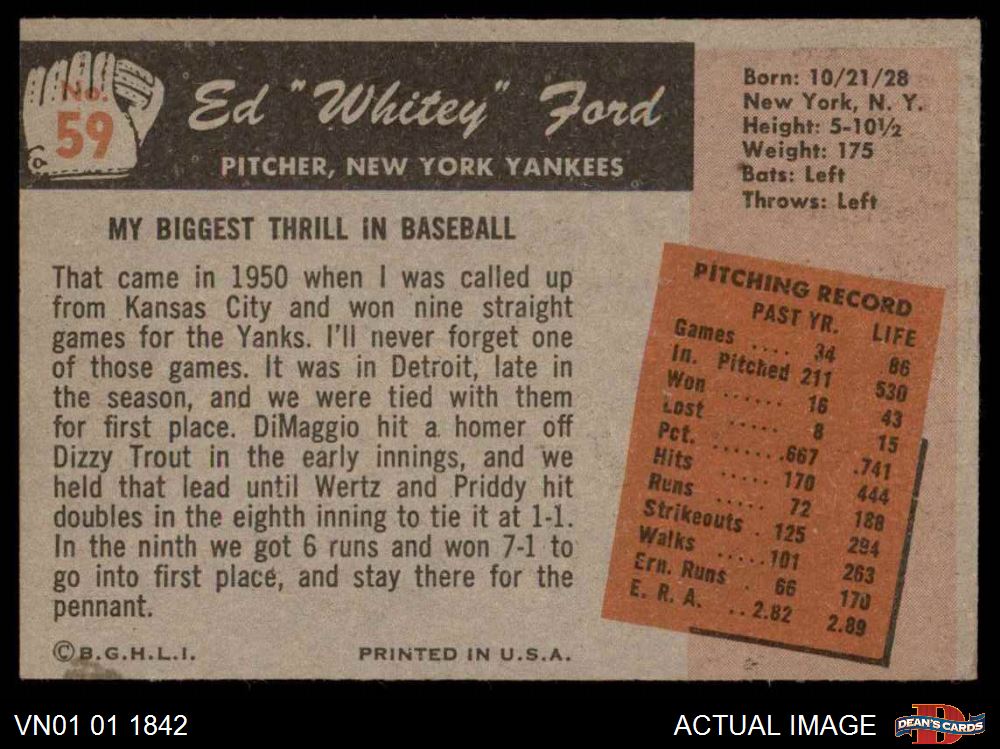 No.
59
Ed "Whitey" Ford
PITCHER, NEW YORK YANKEES
Born: 10/21/28
New York, N. Y.
Height: 5-10½
Weight: 175
Bats: Left
Throws: Left
MY BIGGEST THRILL IN BASEBALL
That came in 1950 when I was called up
from Kansas City and won nine straight
games for the Yanks. I'll never forget one
of those games. It was in Detroit, late in
the season, and we were tied with them
for first place. DiMaggio hit a homer off
Dizzy Trout in the early innings, and we
held that lead until Wertz and Priddy hit
doubles in the eighth inning to tie it at 1-1.
In the ninth we got 6 runs and won 7-1 to
go into first place, and stay there for the
pennant.
PITCHING RECORD
PAST YR. LIFE
Games .... 34 86
In. Pitched 211 530
Won ...... 16 43
Lost ..... 8 15
Pct. .......667 .741
Hits ..... 170 444
Runs ..... 72 188
Strikeouts . 125 294
Walks .....101 263
Ern. Runs . 66 170
E. R. A. ..2.82 2.89
©B.G.H.L.I. PRINTED IN U.S.A.
VN01 01 1842 ACTUAL IMAGE D DEAN'S CARDS